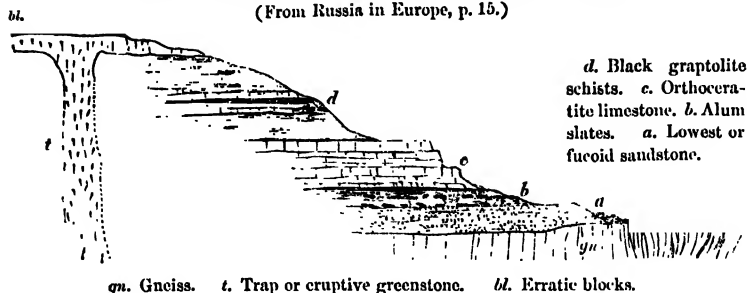 (From Russia in Europe, p. 15.)
bl.
d. Black graptolite
schists. c. Orthocera-
tite limestone. b. Alum
slates. a. Lowest or
fucoid sandstone.
d
t
c
b
a
gn.
t t
gn. Gneiss. t. Trap or eruptive greenstone. bl. Erratic blocks.